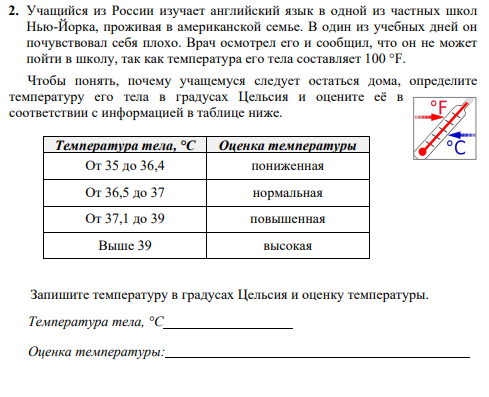 2. Учащийся из России изучает английский язык в одной из частных школ
Нью-Йорка, проживая в американской семье. В один из учебных дней он
почувствовал себя плохо. Врач осмотрел его и сообщил, что он не может
пойти в школу, так как температура его тела составляет 100 °F.
Чтобы понять, почему учащемуся следует остаться дома, определите
температуру его тела в градусах Цельсия и оцените её в
соответствии с информацией в таблице ниже.
°F
°C
Температура тела, °C Оценка температуры
От 35 до 36,4 пониженная
От 36,5 до 37 нормальная
От 37,1 до 39 повышенная
Выше 39 высокая
Запишите температуру в градусах Цельсия и оценку температуры.
Температура тела, °C____________________
Оценка температуры:____________________